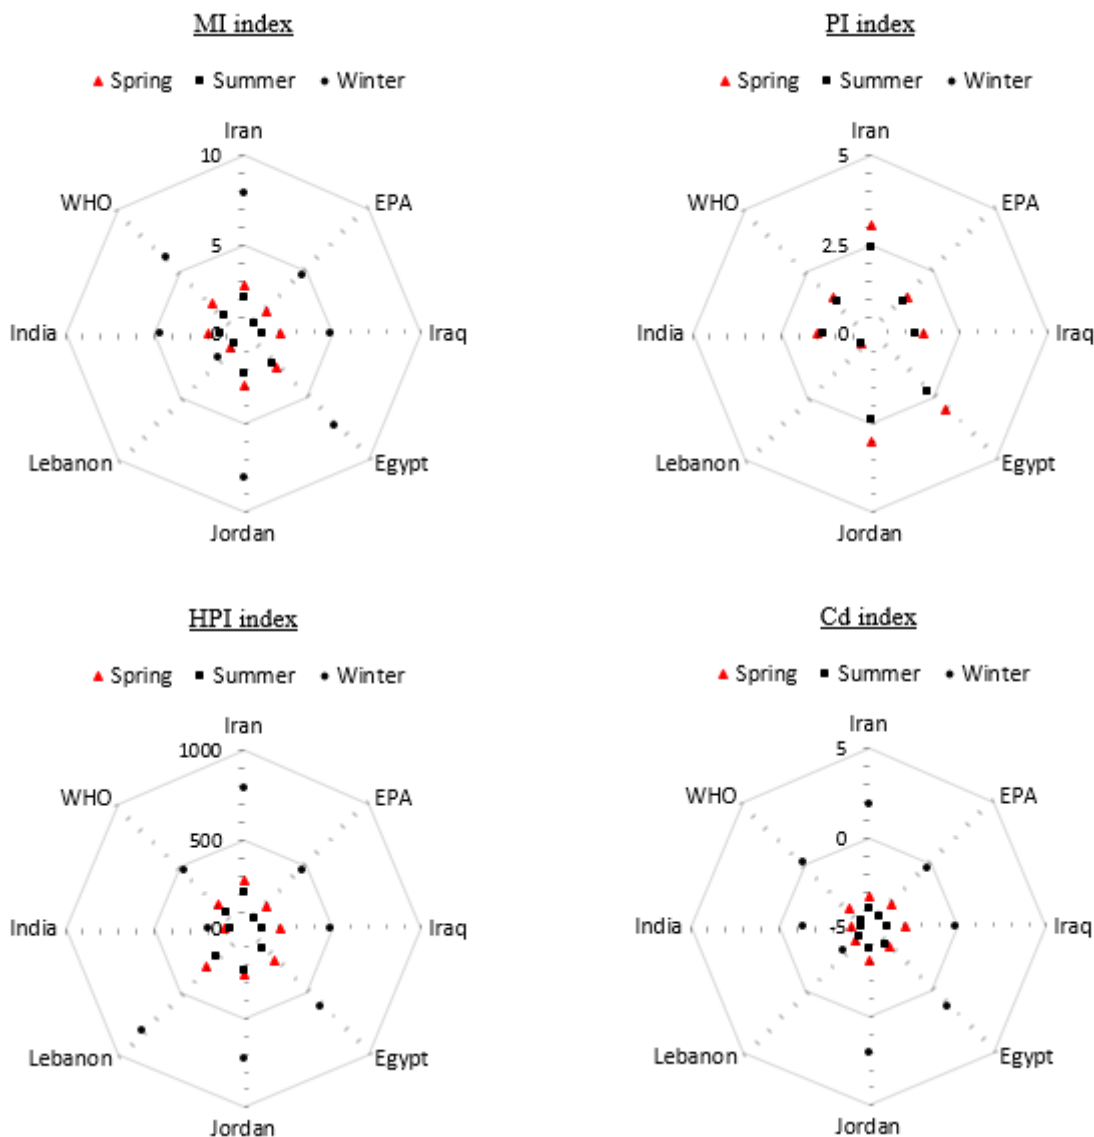 MI index
Spring Summer Winter
Iran
10
WHO EPA
5
India 0 Iraq
Lebanon Egypt
Jordan
PI index
Spring Summer Winter
Iran
5
WHO EPA
2.5
India 0 Iraq
Lebanon Egypt
Jordan
HPI index
Spring Summer Winter
Iran
1000
WHO EPA
500
India 0 Iraq
Lebanon Egypt
Jordan
Cd index
Spring Summer Winter
Iran
5
WHO EPA
0
India -5 Iraq
Lebanon Egypt
Jordan